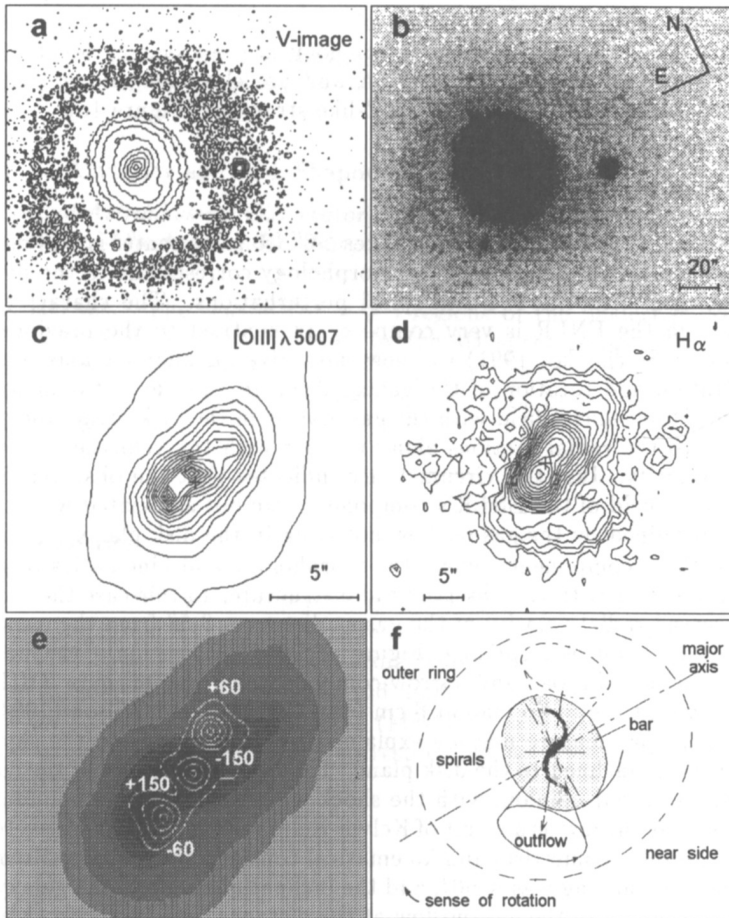 a
V-image
b
N
E
20"
c
[OIII] λ 5007
5"
d
Hα
5"
e
+60
-150
+150
-60
f
outer ring
major
axis
bar
spirals
outflow
near side
sense of rotation